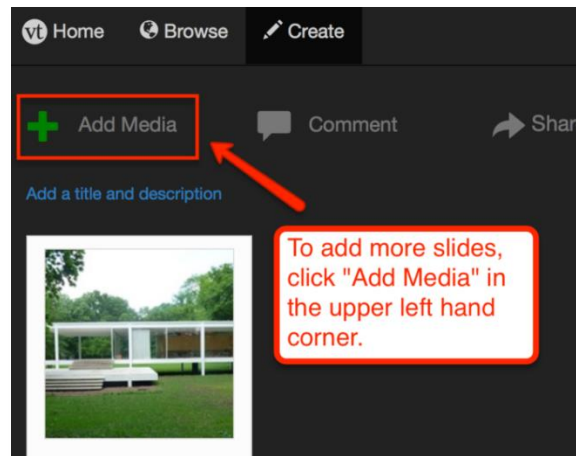 vt Home Browse Create
Add Media Comment Shar
Add a title and description
To add more slides,
click "Add Media" in
the upper left hand
corner.